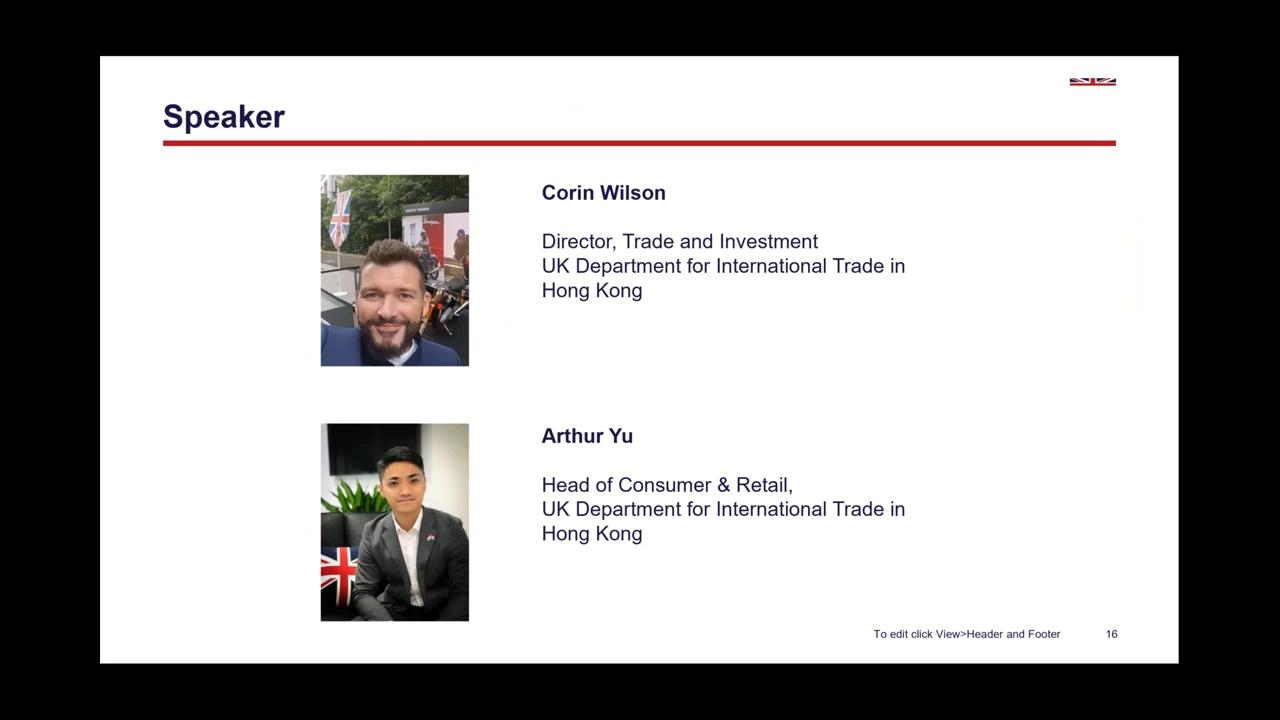 Speaker
Corin Wilson
Director, Trade and Investment
UK Department for International Trade in
Hong Kong
Arthur Yu
Head of Consumer & Retail,
UK Department for International Trade in
Hong Kong
To edit click View>Header and Footer
16